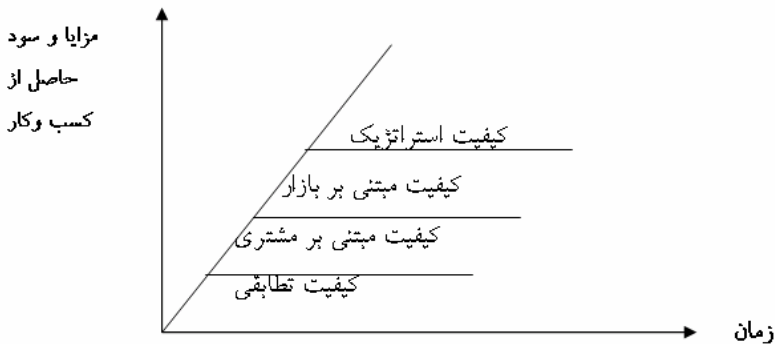 مزایا و سود
حاصل از
کسب وکار
کیفیت استراتژیک
کیفیت مبتنی بر بازار
کیفیت مبتنی بر مشتری
کیفیت تطابقی
زمان